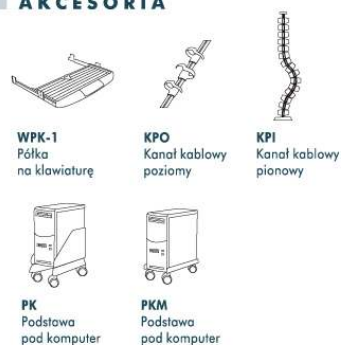 AKCESORIA
WPK-1
Półka
na klawiaturę
KPO
Kanał kablowy
poziomy
KPI
Kanał kablowy
pionowy
PK
Podstawa
pod komputer
PKM
Podstawa
pod komputer